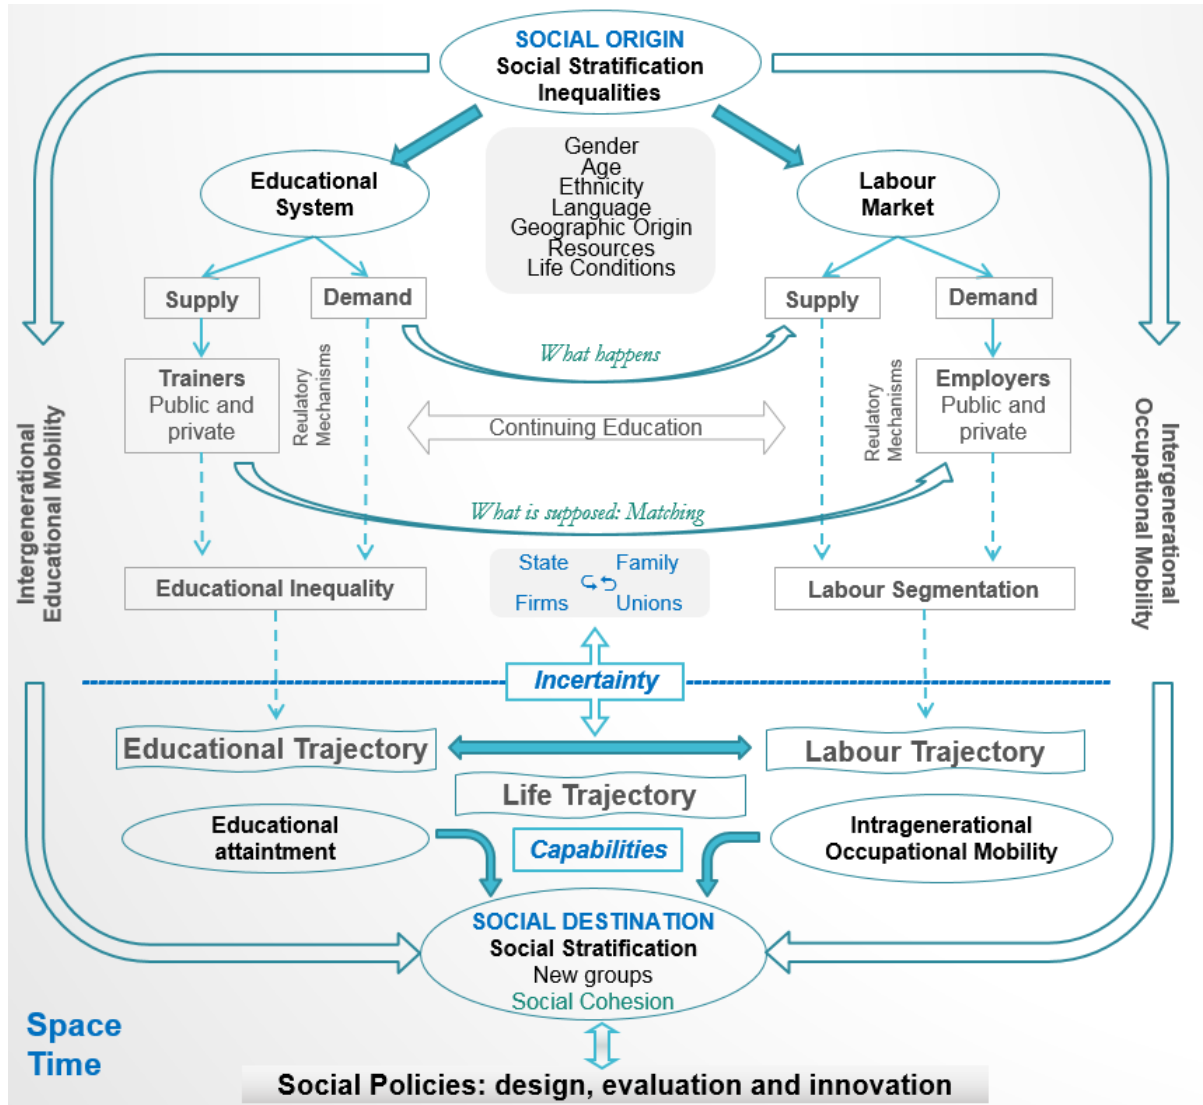 SOCIAL ORIGIN
Social Stratification
Inequalities
Gender
Age
Ethnicity
Language
Geographic Origin
Resources
Life Conditions
Educational
System
Labour
Market
Supply
Demand
Supply
Demand
What happens
Trainers
Public and
private
Reulatory
Mechanisms
Continuing Education
Reulatory
Mechanisms
Employers
Public and
private
Intergenerational
Educational Mobility
Intergenerational
Occupational Mobility
What is supposed: Matching
State
Family
Firms
Unions
Educational Inequality
Labour Segmentation
Incertainty
Educational Trajectory
Labour Trajectory
Life Trajectory
Educational
attaintment
Capabilities
Intragenerational
Occupational Mobility
SOCIAL DESTINATION
Social Stratification
New groups
Social Cohesion
Space
Time
Social Policies: design, evaluation and innovation